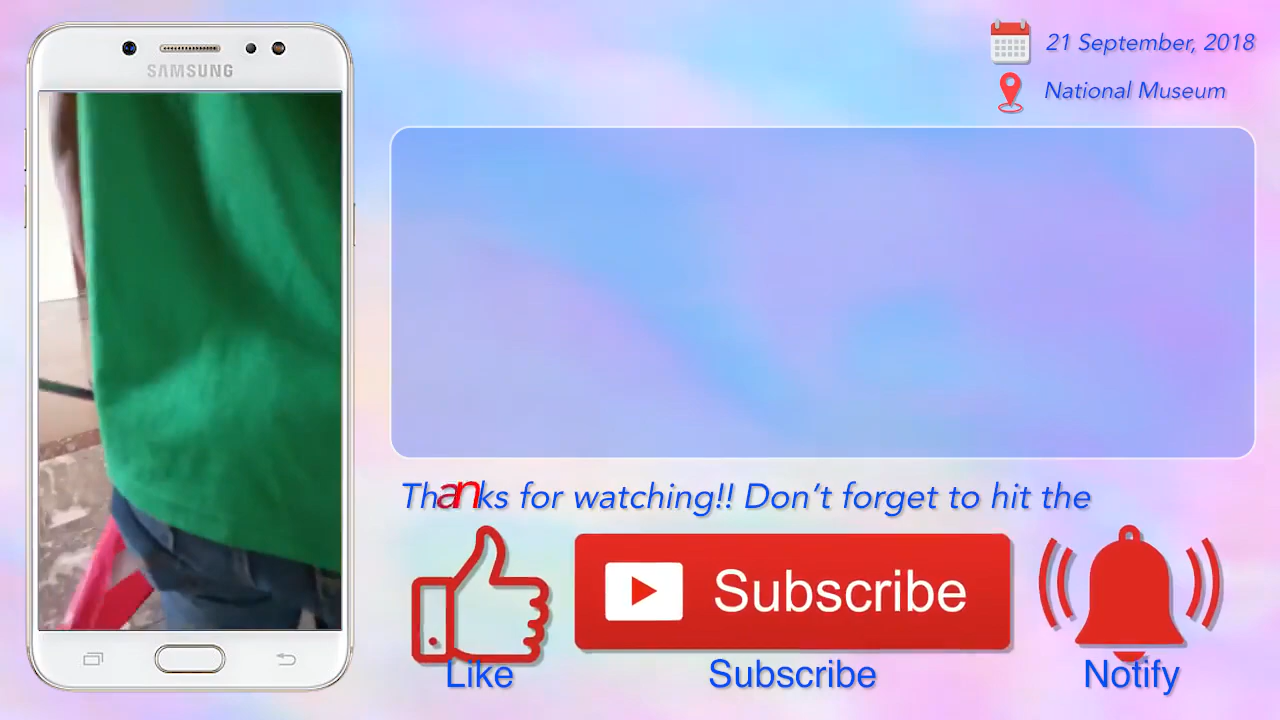 SAMSUNG
21 September, 2018
National Museum
Thanks for watching!! Don't forget to hit the
Subscribe
Like
Subscribe
Notify